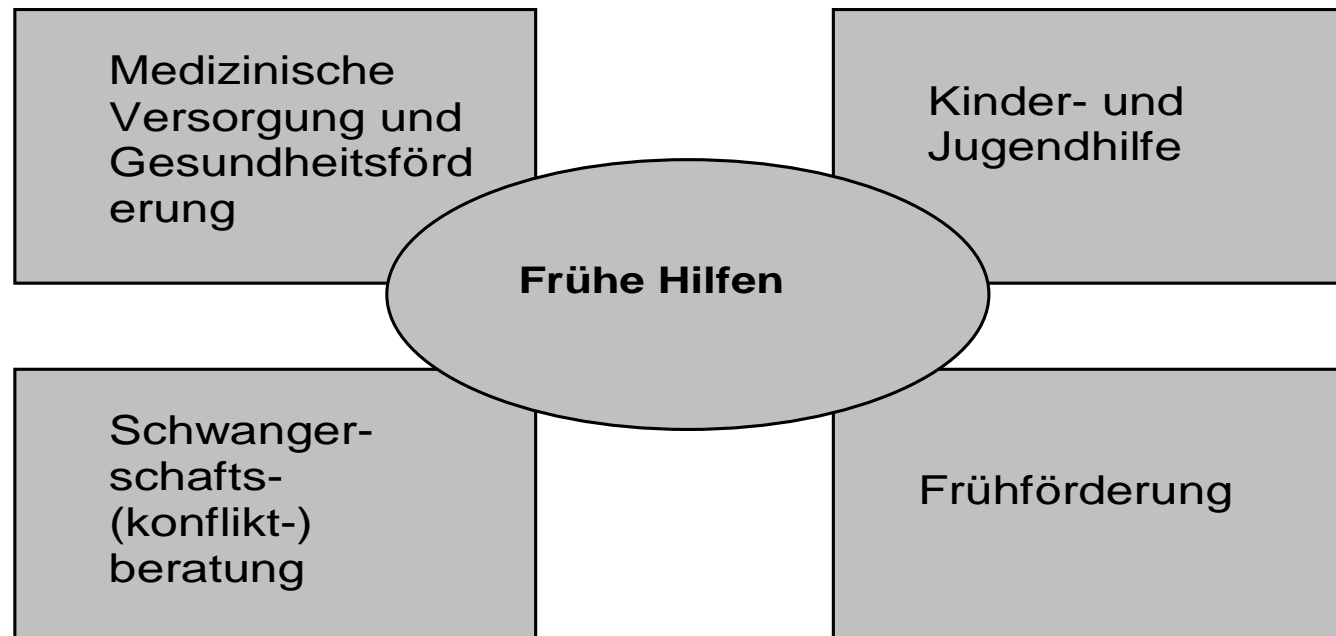 Medizinische
Versorgung und
Gesundheitsförd
erung
Kinder- und
Jugendhilfe
Frühe Hilfen
Schwanger-
schafts-
(konflikt-)
beratung
Frühförderung